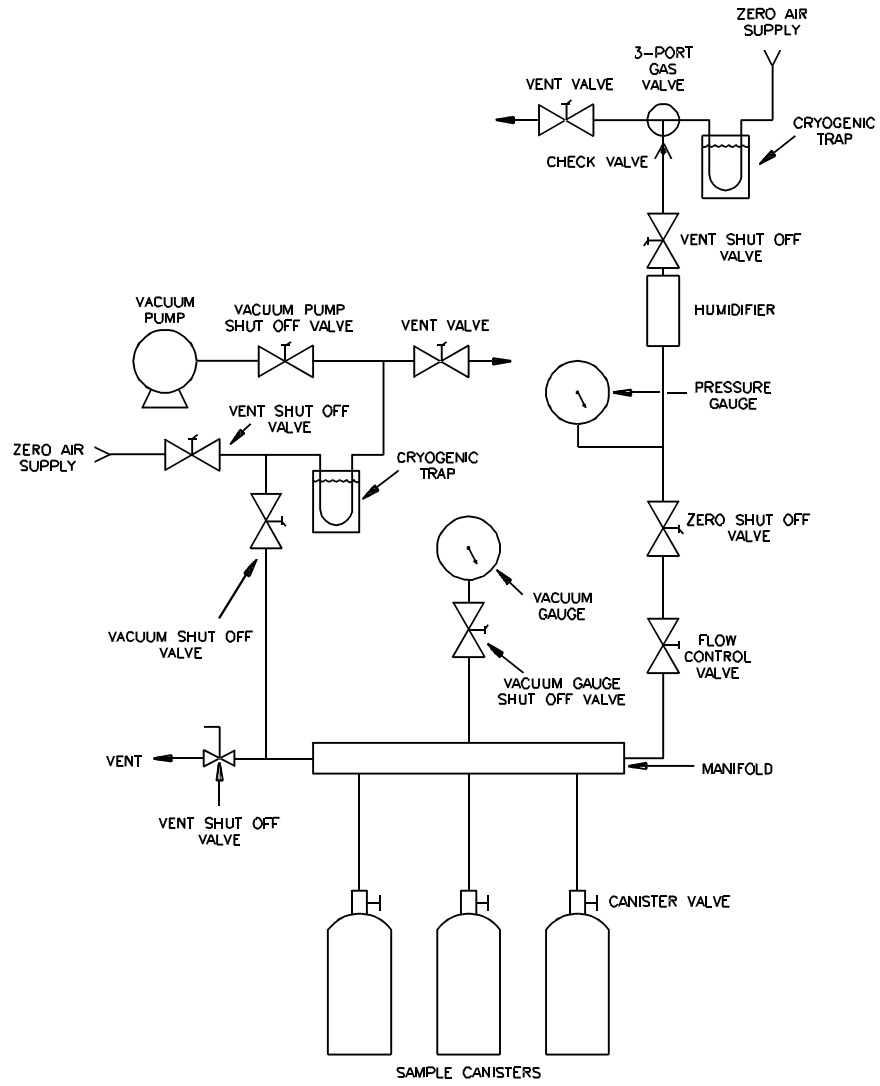 ZERO AIR
SUPPLY
3-PORT
GAS
VALVE
VENT VALVE
CRYOGENIC
TRAP
CHECK VALVE
VENT SHUT OFF
VALVE
HUMIDIFIER
VACUUM
PUMP
VACUUM PUMP
SHUT OFF VALVE
VENT VALVE
PRESSURE
GAUGE
VENT SHUT OFF
VALVE
ZERO AIR
SUPPLY
CRYOGENIC
TRAP
ZERO SHUT OFF
VALVE
VACUUM
GAUGE
VACUUM SHUT OFF
VALVE
FLOW
CONTROL
VALVE
VACUUM GAUGE
SHUT OFF VALVE
VENT
MANIFOLD
VENT SHUT OFF
VALVE
CANISTER VALVE
SAMPLE CANISTERS